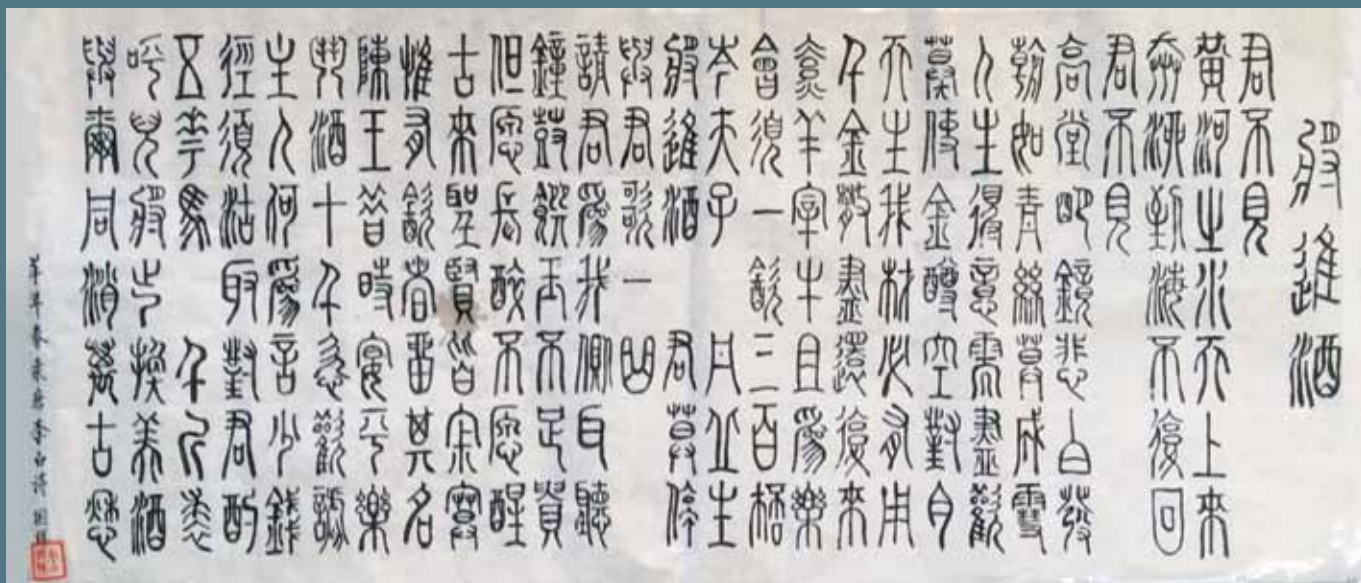 將進酒
君不見
黃河之水天上來
奔流到海不復回
君不見
高堂明鏡悲白髮
朝如青絲暮成雪
人生得意須盡歡
莫使金樽空對月
天生我材必有用
千金散盡還復來
烹羊宰牛且爲樂
會須一飲三百杯
岑夫子 丹丘生
將進酒 君莫停
與君歌一曲
請君爲我側耳聽
鐘鼓饌玉不足貴
但願長醉不願醒
古來聖賢皆寂寞
惟有飲者留其名
陳王昔時宴平樂
斗酒十千恣歡謔
主人何爲言少錢
徑須沽取對君酌
五花馬 千金裘
呼兒將出換美酒
與爾同消萬古愁
唐李白詩